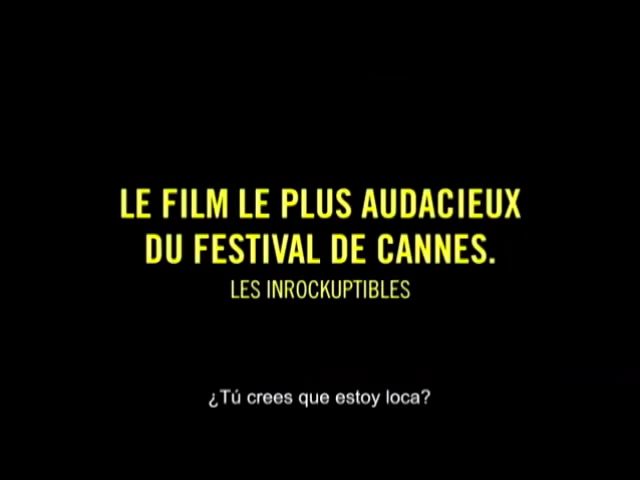 LE FILM LE PLUS AUDACIEUX
DU FESTIVAL DE CANNES.
LES INROCKUPTIBLES
¿Tú crees que estoy loca?